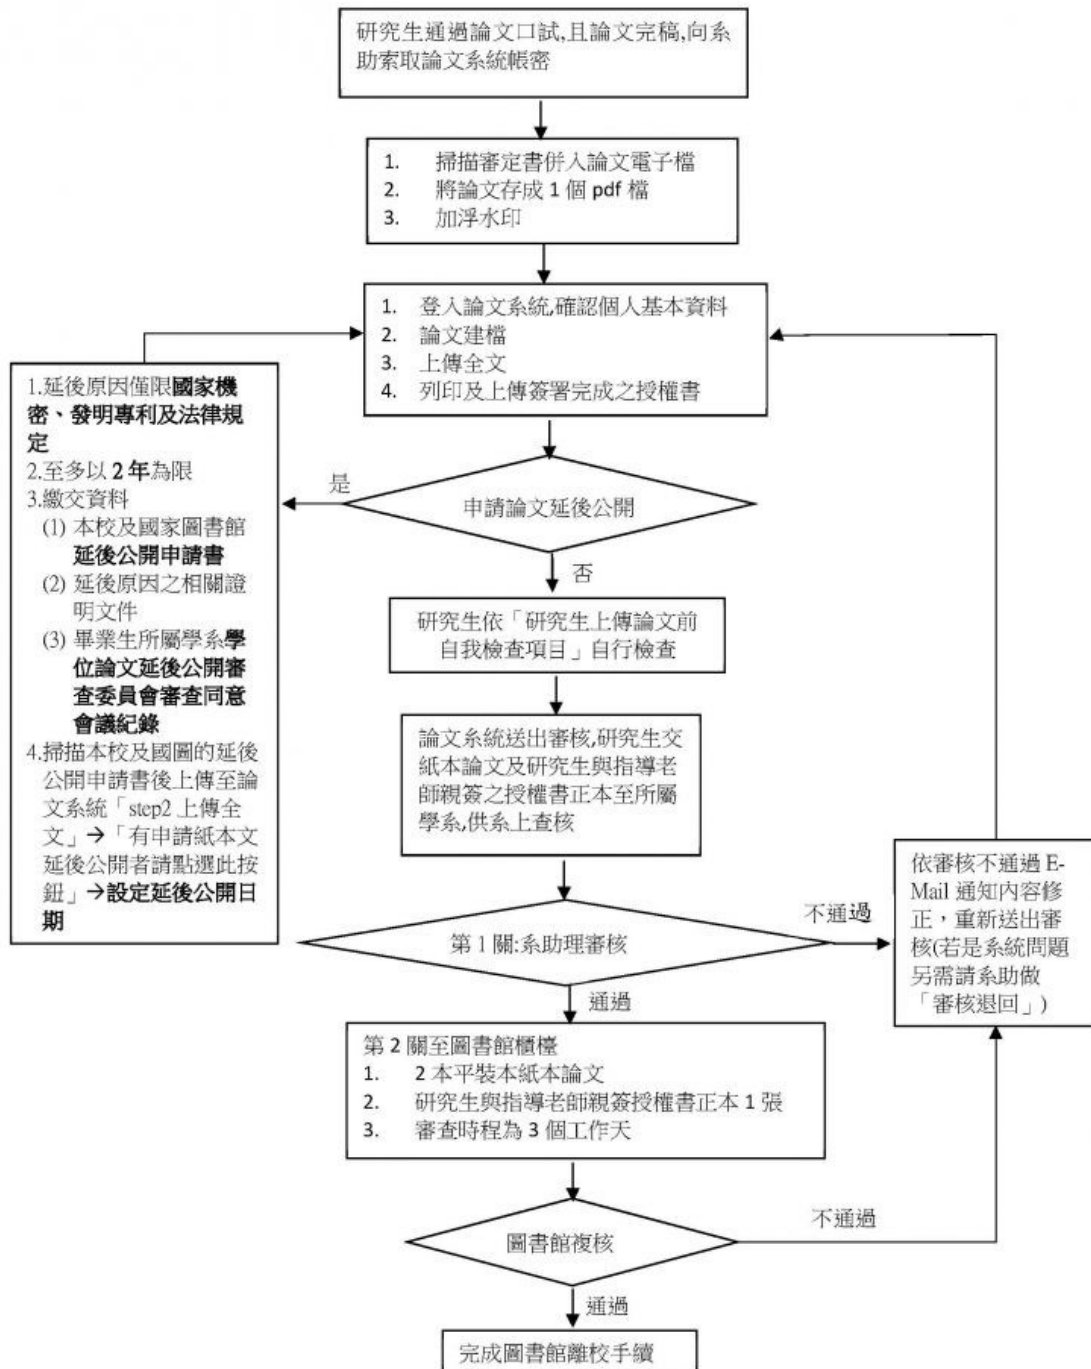 研究生通過論文口試,且論文完稿,向系
助索取論文系統帳密
1. 掃描審定書併入論文電子檔
2. 將論文存成 1 個 pdf 檔
3. 加浮水印
1. 登入論文系統,確認個人基本資料
2. 論文建檔
3. 上傳全文
4. 列印及上傳簽署完成之授權書
申請論文延後公開
是
1.延後原因僅限國家機
密、發明專利及法律規
定
2.至多以 2 年為限
3.繳交資料
(1) 本校及國家圖書館
延後公開申請書
(2) 延後原因之相關證
明文件
(3) 畢業生所屬學系學
位論文延後公開審
查委員會審查同意
會議紀錄
4.掃描本校及國圖的延後
公開申請書後上傳至論
文系統「step2 上傳全
文」→「有申請紙本文
延後公開者請點選此按
鈕」→設定延後公開日
期
否
研究生依「研究生上傳論文前
自我檢查項目」自行檢查
論文系統送出審核,研究生交
紙本論文及研究生與指導老
師親簽之授權書正本至所屬
學系,供系上查核
第 1 關:系助理審核
不通過
依審核不通過 E-
Mail 通知內容修
正，重新送出審
核(若是系統問題
另需請系助做
「審核退回」)
通過
第 2 關至圖書館櫃檯
1. 2 本平裝本紙本論文
2. 研究生與指導老師親簽授權書正本 1 張
3. 審查時程為 3 個工作天
圖書館複核
不通過
通過
完成圖書館離校手續